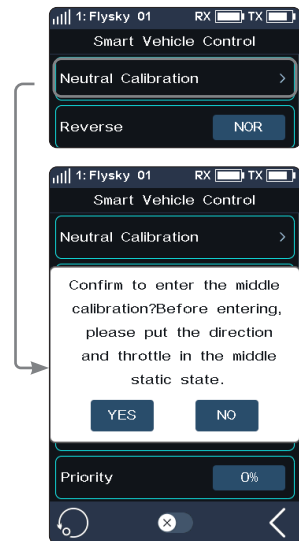 1: Flysky 01 RX TX
Smart Vehicle Control
Neutral Calibration >
Reverse NOR
1: Flysky 01 RX TX
Smart Vehicle Control
Neutral Calibration >
Confirm to enter the middle
calibration?Before entering,
please put the direction
and throttle in the middle
static state.
YES NO
Priority 0%